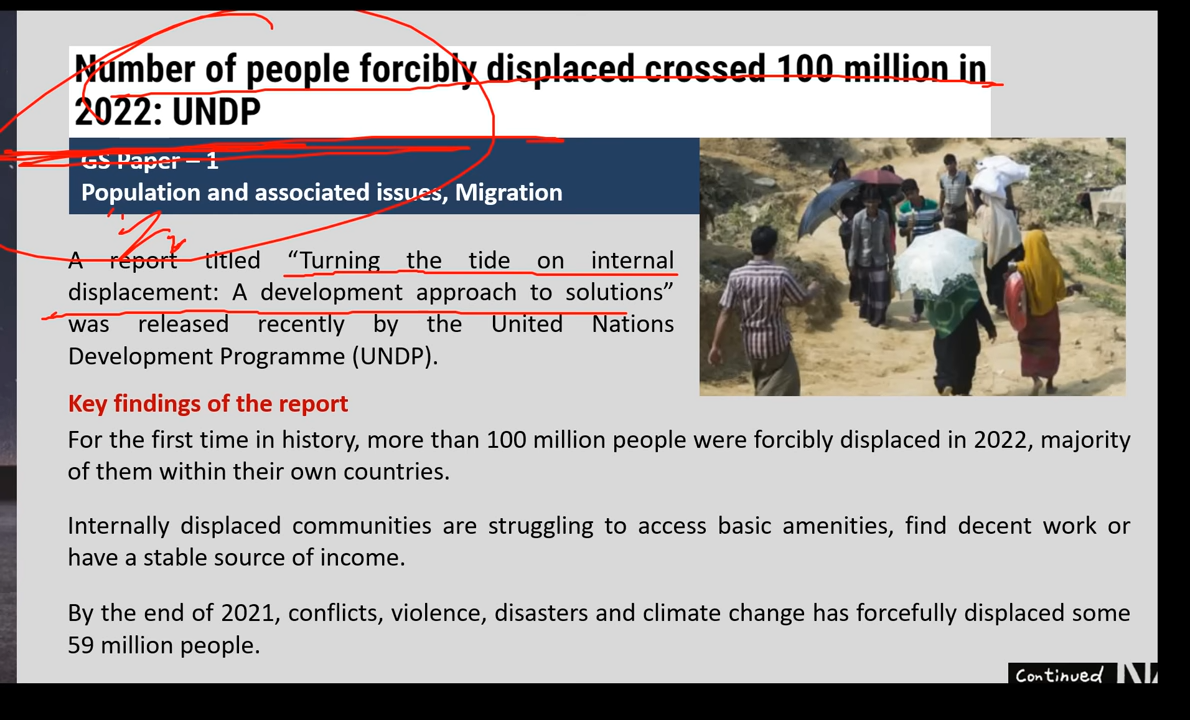 Number of people forcibly displaced crossed 100 million in
2022: UNDP
GS Paper – 1
Population and associated issues, Migration
A report titled “Turning the tide on internal
displacement: A development approach to solutions”
was released recently by the United Nations
Development Programme (UNDP).
Key findings of the report
For the first time in history, more than 100 million people were forcibly displaced in 2022, majority
of them within their own countries.
Internally displaced communities are struggling to access basic amenities, find decent work or
have a stable source of income.
By the end of 2021, conflicts, violence, disasters and climate change has forcefully displaced some
59 million people.
Continued